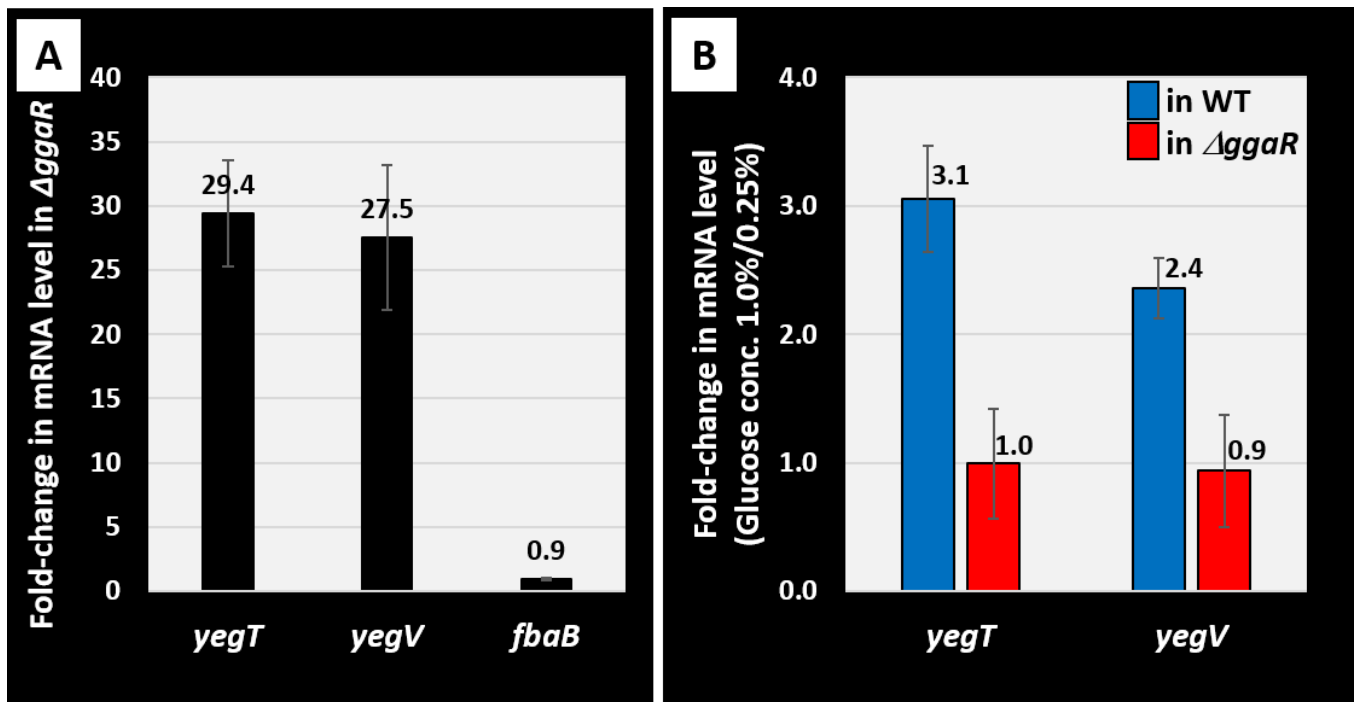 A
Fold-change in mRNA level in ΔggaR
40
35
30
25
20
15
10
5
0
29.4
27.5
0.9
yegT
yegV
fbaB
B
Fold-change in mRNA level
(Glucose conc. 1.0%/0.25%)
4.0
3.0
2.0
1.0
0.0
in WT
in ΔggaR
3.1
1.0
2.4
0.9
yegT
yegV